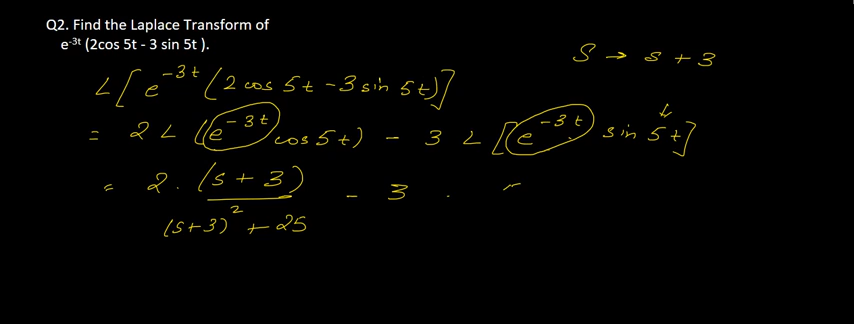 Q2. Find the Laplace Transform of
e^-3t (2cos 5t - 3 sin 5t ).
S → s + 3
L[e^-3t (2 cos 5t - 3 sin 5t)]
= 2 L (e^-3t cos 5t) - 3 L [e^-3t sin 5t]
= 2 . (s + 3) / (s+3)^2 + 25 - 3 .